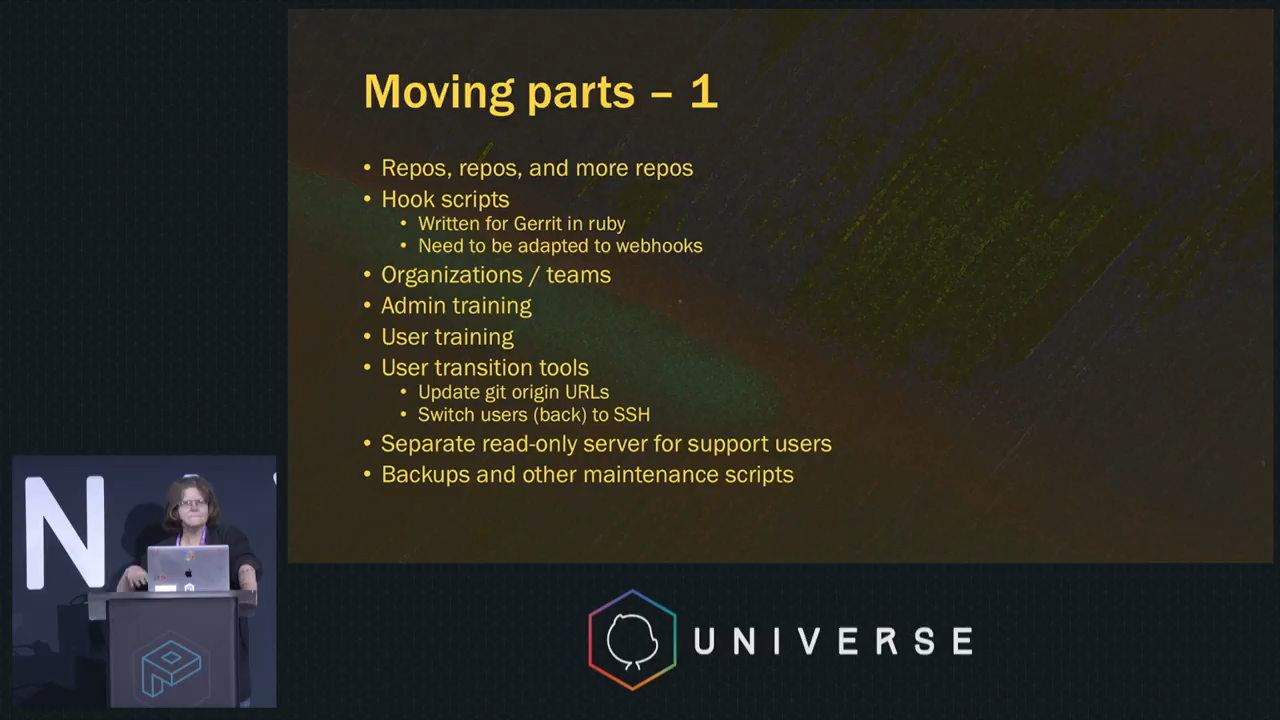 Moving parts – 1
• Repos, repos, and more repos
• Hook scripts
• Written for Gerrit in ruby
• Need to be adapted to webhooks
• Organizations / teams
• Admin training
• User training
• User transition tools
• Update git origin URLs
• Switch users (back) to SSH
• Separate read-only server for support users
• Backups and other maintenance scripts
N
UNIVERSE